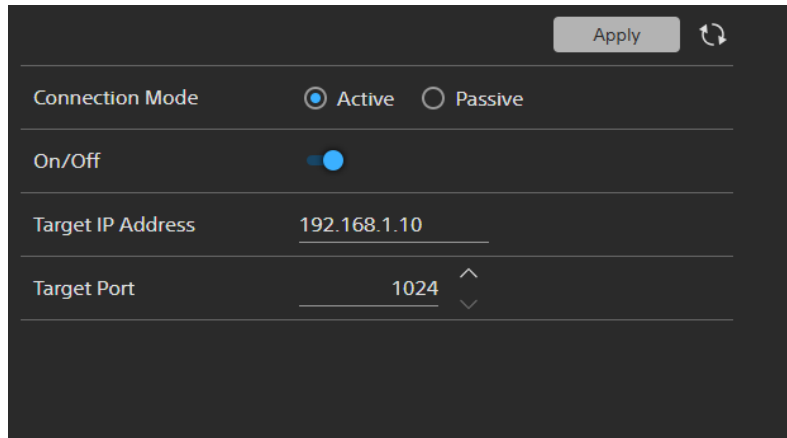 Apply
Connection Mode Active Passive
On/Off
Target IP Address 192.168.1.10
Target Port 1024